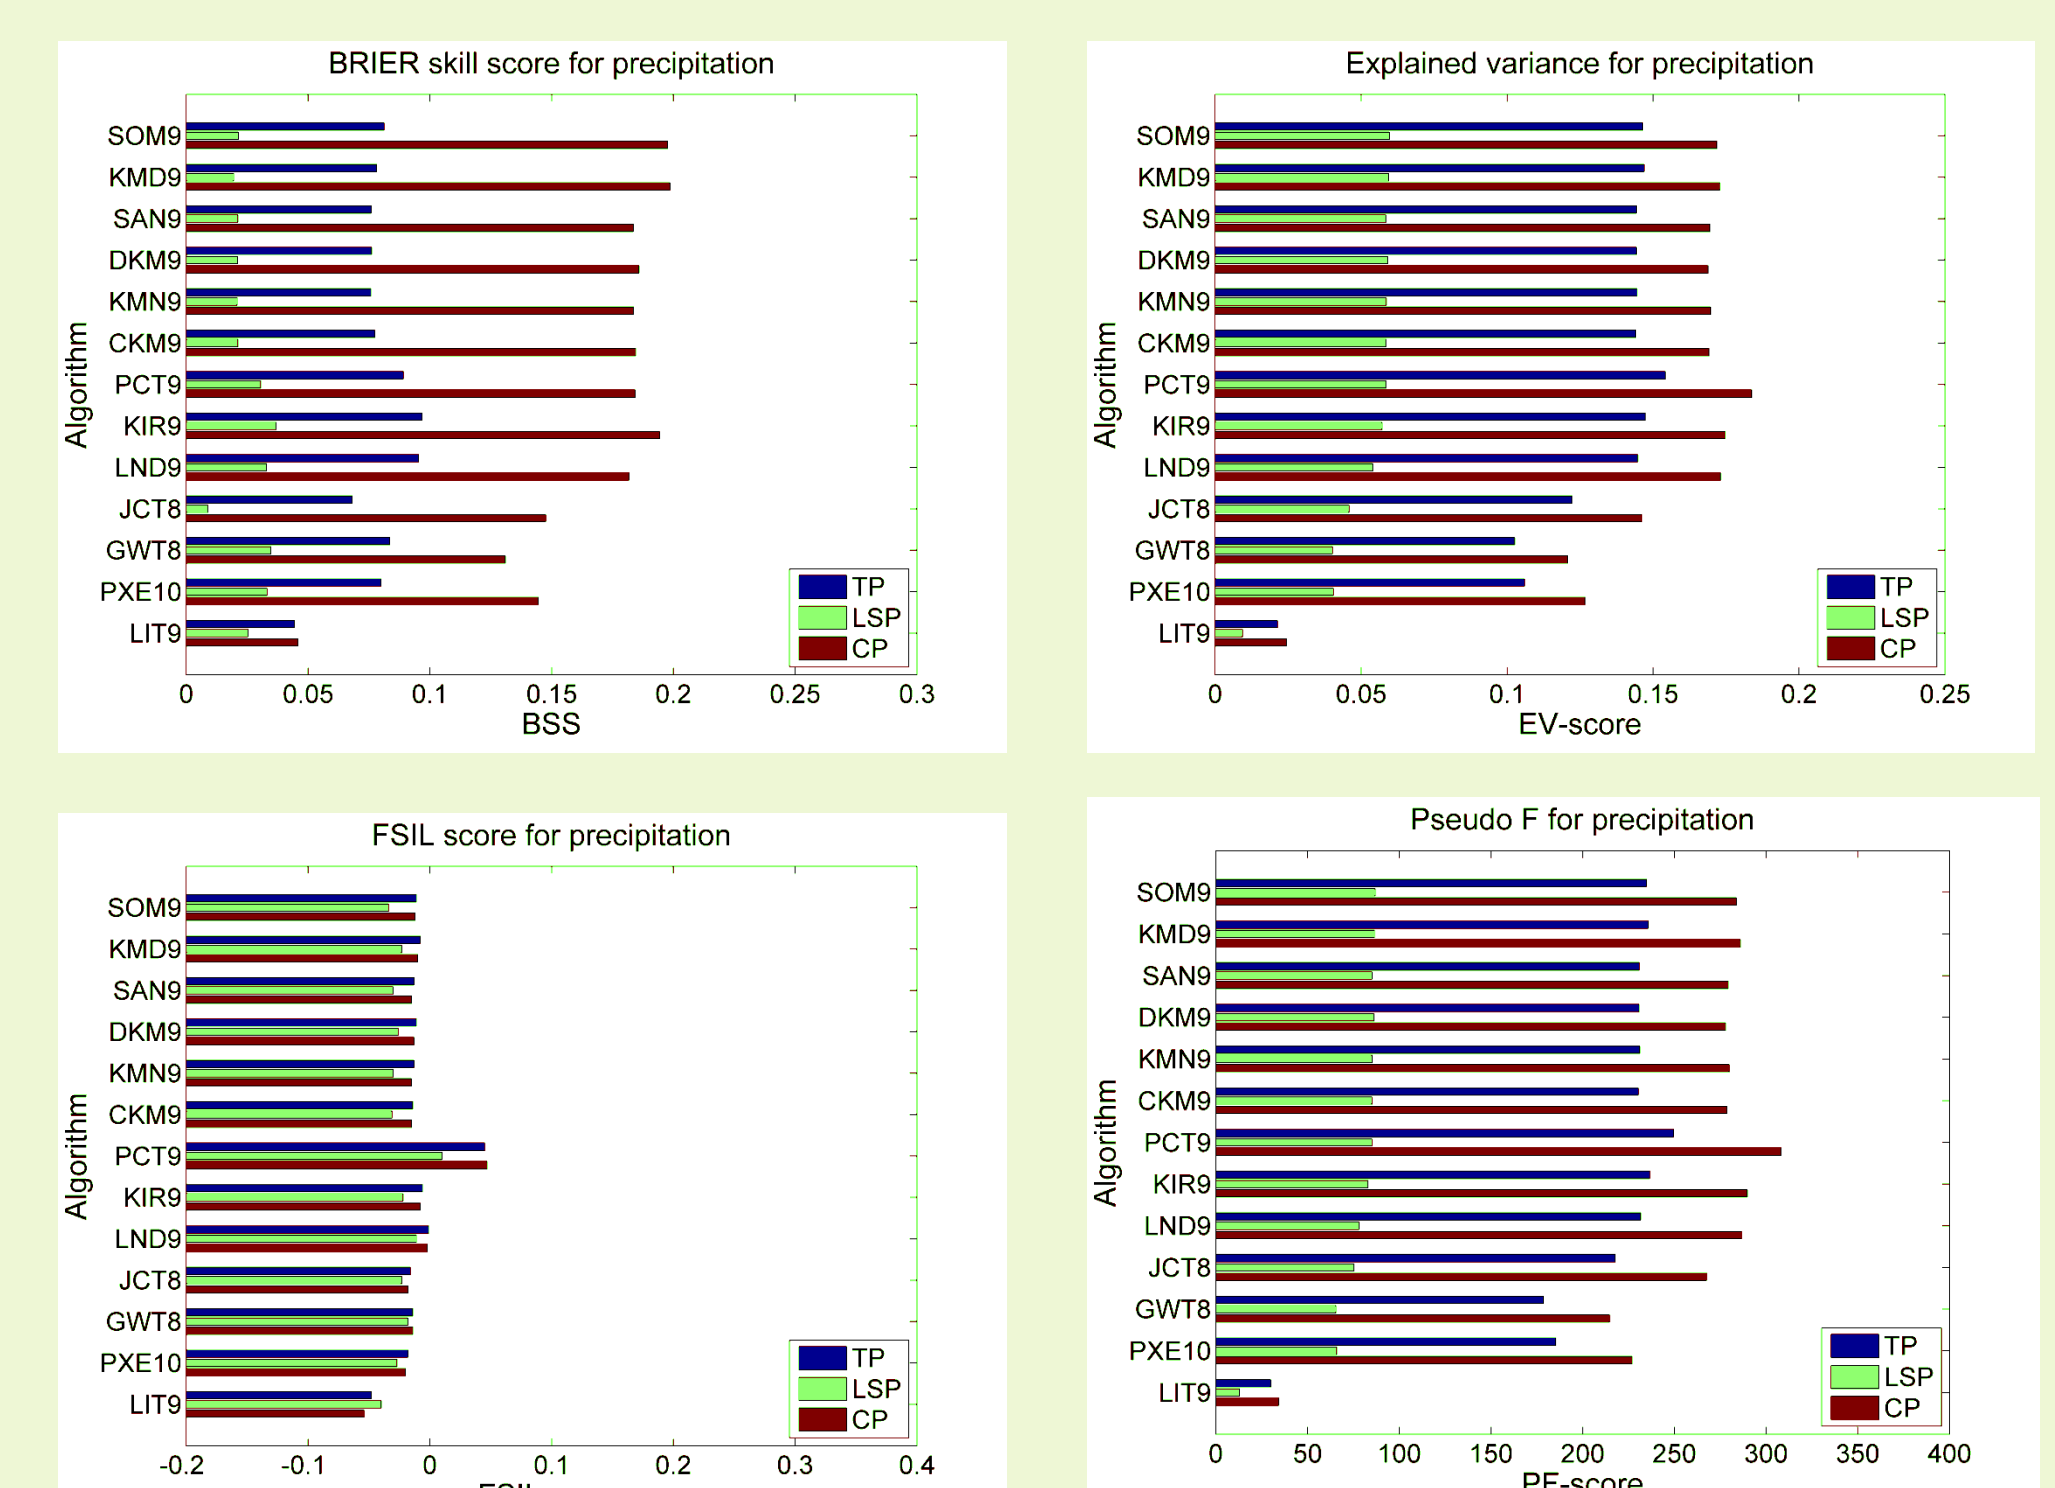 BRIER skill score for precipitation
Algorithm
SOM9
KMD9
SAN9
DKM9
KMN9
CKM9
PCT9
KIR9
LND9
JCT8
GWT8
PXE10
LIT9
TP
LSP
CP
0 0.05 0.1 0.15 0.2 0.25 0.3
BSS
Explained variance for precipitation
Algorithm
SOM9
KMD9
SAN9
DKM9
KMN9
CKM9
PCT9
KIR9
LND9
JCT8
GWT8
PXE10
LIT9
TP
LSP
CP
0 0.05 0.1 0.15 0.2 0.25
EV-score
FSIL score for precipitation
Algorithm
SOM9
KMD9
SAN9
DKM9
KMN9
CKM9
PCT9
KIR9
LND9
JCT8
GWT8
PXE10
LIT9
TP
LSP
CP
-0.2 -0.1 0 0.1 0.2 0.3 0.4
FSIL
Pseudo F for precipitation
Algorithm
SOM9
KMD9
SAN9
DKM9
KMN9
CKM9
PCT9
KIR9
LND9
JCT8
GWT8
PXE10
LIT9
TP
LSP
CP
0 50 100 150 200 250 300 350 400
PF-score